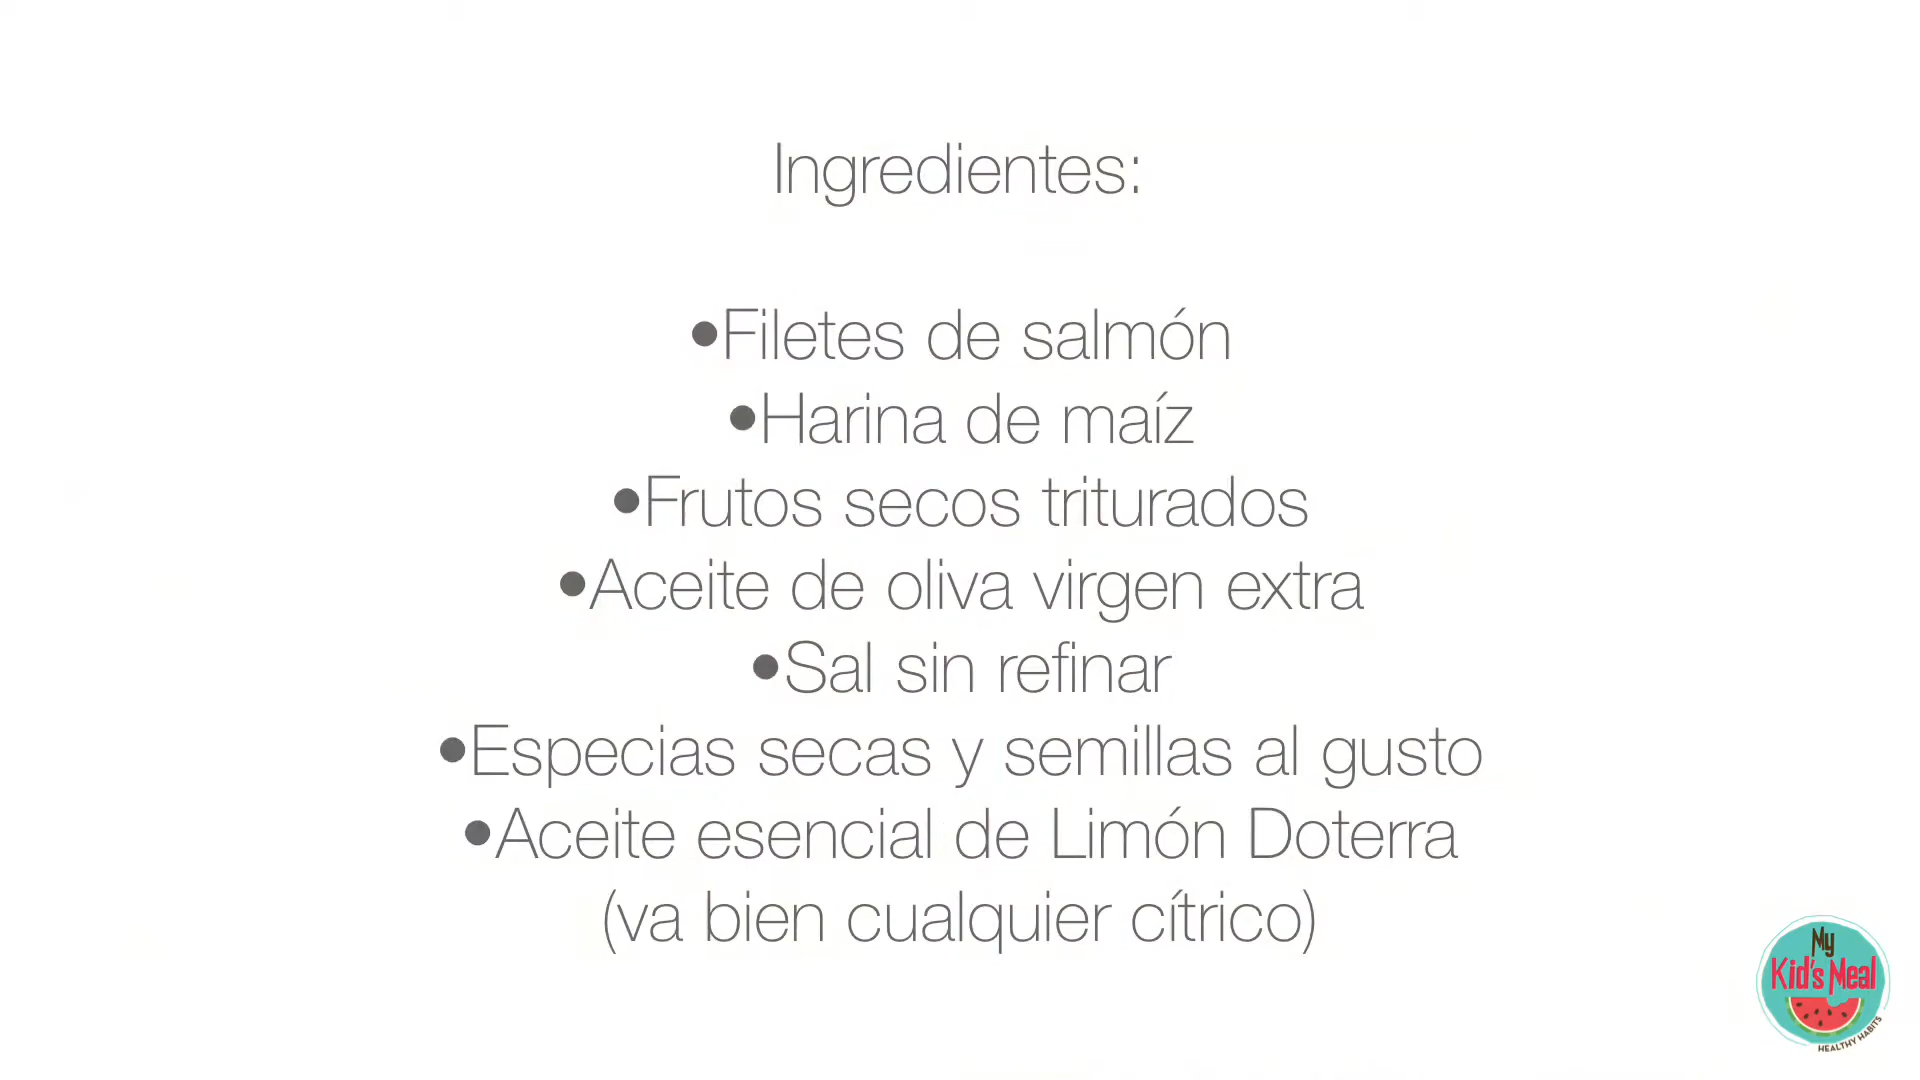 Ingredientes:
•Filetes de salmón
•Harina de maíz
•Frutos secos triturados
•Aceite de oliva virgen extra
•Sal sin refinar
•Especias secas y semillas al gusto
•Aceite esencial de Limón Doterra
(va bien cualquier cítrico)
My
Kid's Meal
HEALTHY HABITS